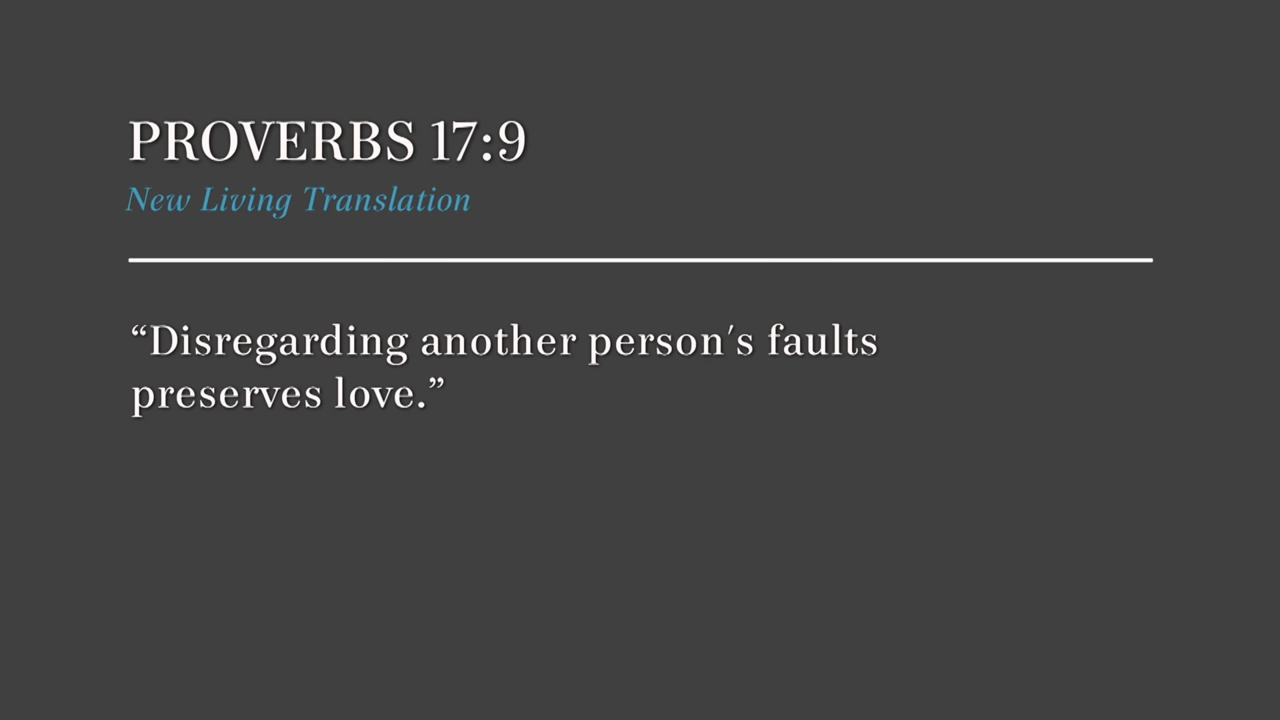 PROVERBS 17:9
New Living Translation
“Disregarding another person's faults
preserves love.”